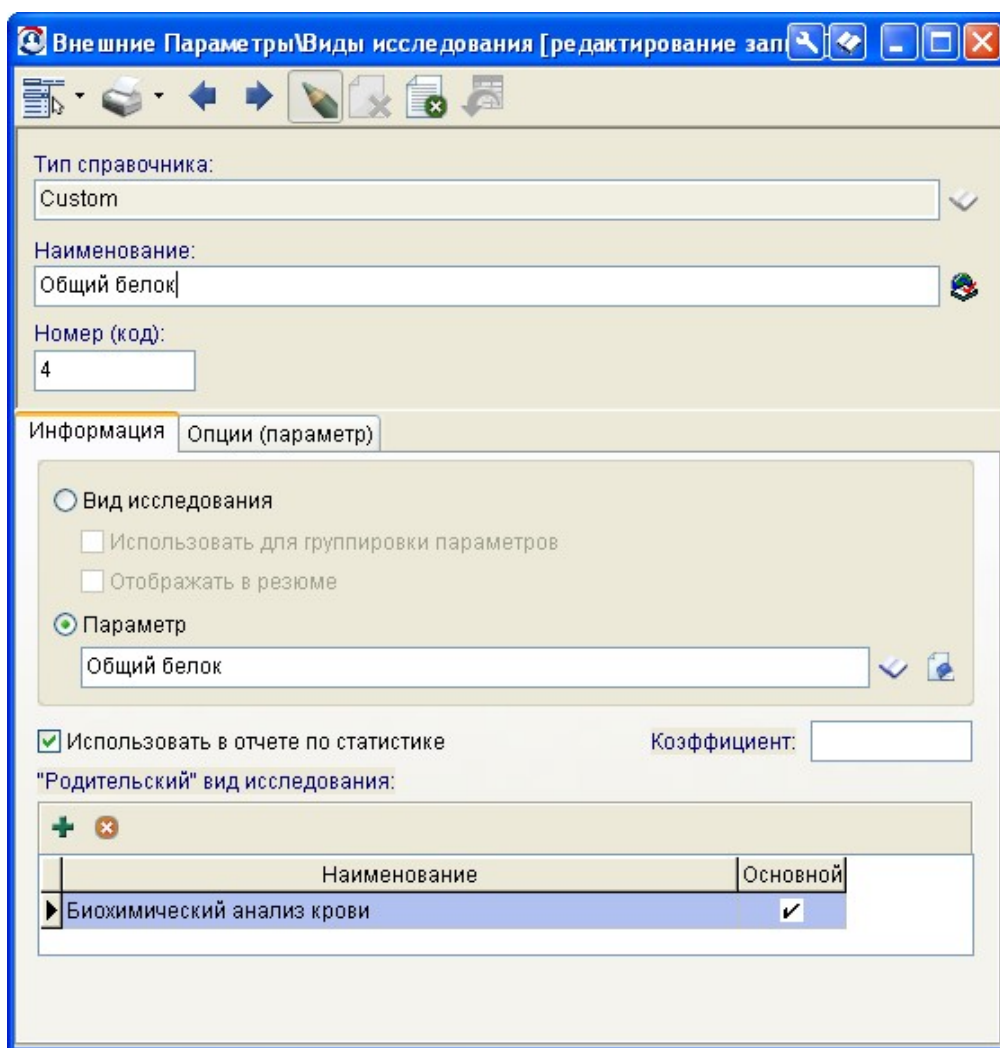 Внешние Параметры\Виды исследования [редактирование зап
Тип справочника:
Custom
Наименование:
Общий белок
Номер (код):
4
Информация
Опции (параметр)
Вид исследования
Использовать для группировки параметров
Отображать в резюме
Параметр
Общий белок
Использовать в отчете по статистике
Коэффициент:
"Родительский" вид исследования:
Наименование
Основной
Биохимический анализ крови